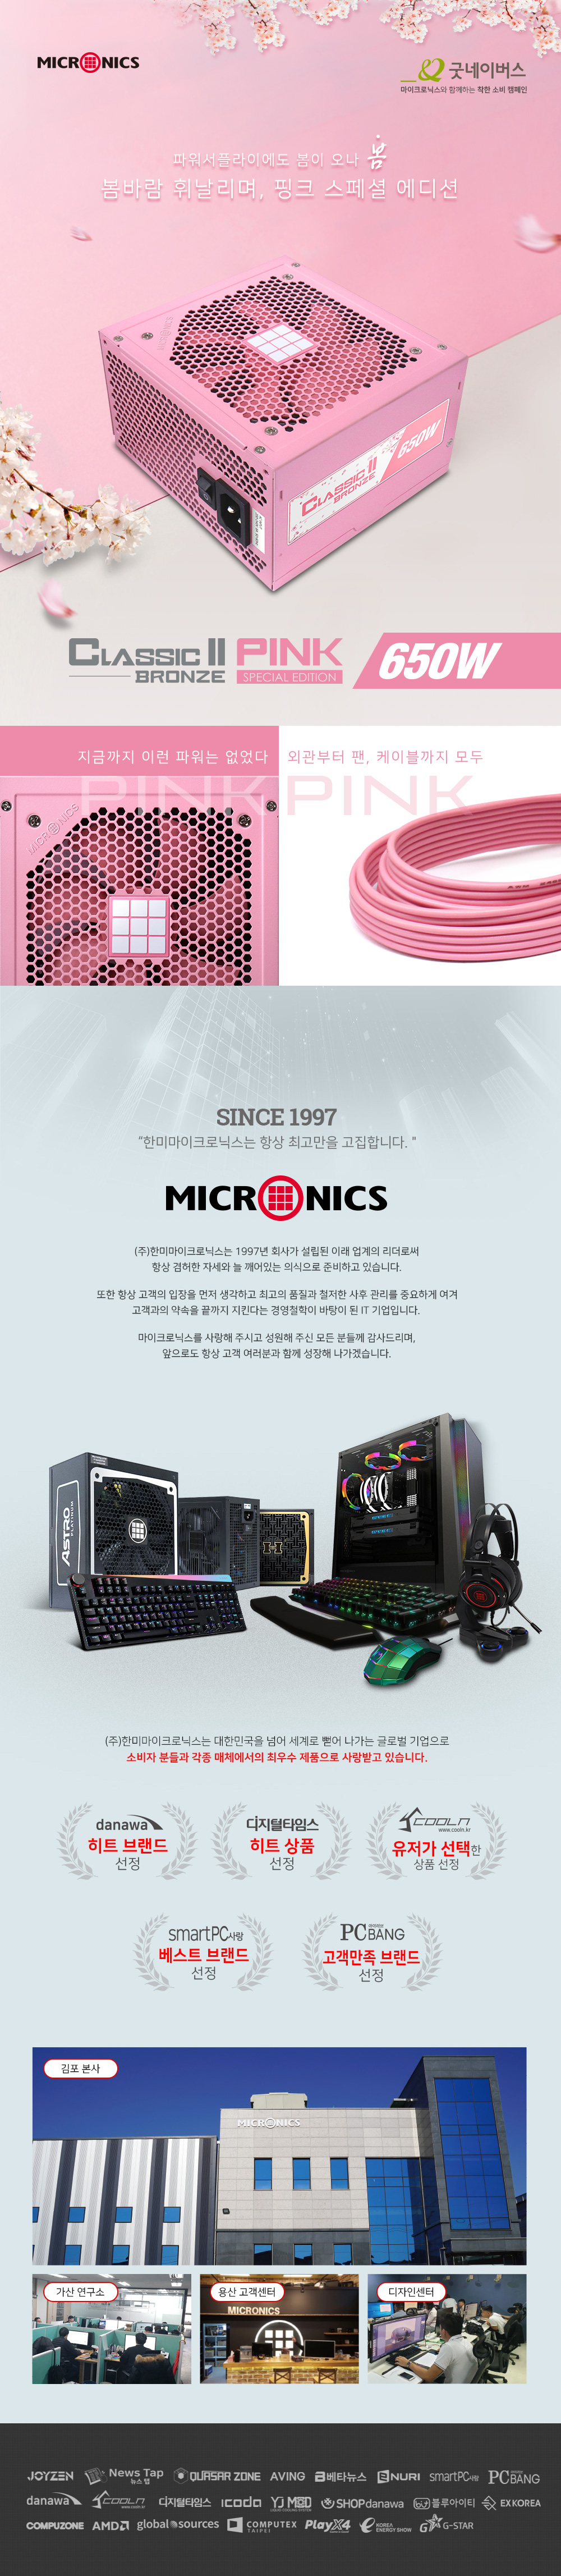 MICRONICS
굿네이버스
마이크로닉스와 함께하는 착한 소비 캠페인
파워서플라이에도 봄이 오나 봄
봄바람 휘날리며, 핑크 스페셜 에디션
CLASSIC II
BRONZE
650W
CLASSIC II PINK
BRONZE SPECIAL EDITION
650W
지금까지 이런 파워는 없었다
PINK
MICRONICS
외관부터 팬, 케이블까지 모두
PINK
SINCE 1997
"한미마이크로닉스는 항상 최고만을 고집합니다. "
MICRONICS
(주)한미마이크로닉스는 1997년 회사가 설립된 이래 업계의 리더로써
항상 겸허한 자세와 늘 깨어있는 의식으로 준비하고 있습니다.
또한 항상 고객의 입장을 먼저 생각하고 최고의 품질과 철저한 사후 관리를 중요하게 여겨
고객과의 약속을 끝까지 지킨다는 경영철학이 바탕이 된 IT 기업입니다.
마이크로닉스를 사랑해 주시고 성원해 주신 모든 분들께 감사드리며,
앞으로도 항상 고객 여러분과 함께 성장해 나가겠습니다.
ASTRO
PLATINUM
(주)한미마이크로닉스는 대한민국을 넘어 세계로 뻗어 나가는 글로벌 기업으로
소비자 분들과 각종 매체에서의 최우수 제품으로 사랑받고 있습니다.
danawa
히트 브랜드
선정
디지털타임스
히트 상품
선정
COOLN
www.cooln.kr
유저가 선택한
상품 선정
smartPC사랑
베스트 브랜드
선정
PCBANG
고객만족 브랜드
선정
김포 본사
MICRONICS
가산 연구소
용산 고객센터
MICRONICS
디자인센터
JOYZEN News Tap 뉴스탭 QUASAR ZONE AVING 베타뉴스 ENURI smartPC사랑 PCBANG
danawa COOLN www.cooln.kr 디지털타임스 icoda YJ MOD SHOPdanawa 블루아이티 EXKOREA
COMPUZONE AMD global sources COMPUTEX TAIPEI PlayX4 KOREA ENERGY SHOW G-STAR